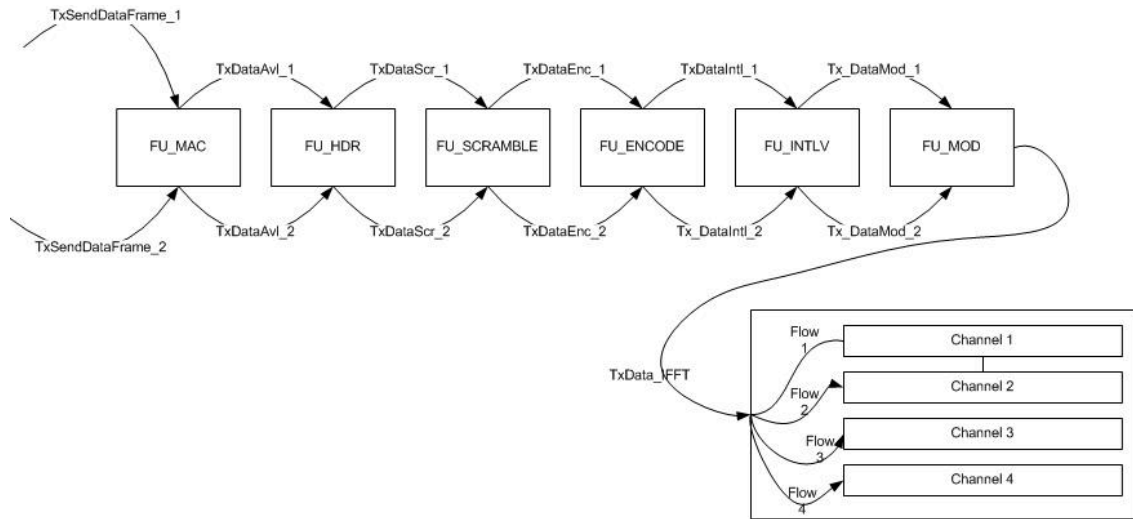 TxSendDataFrame_1
TxDataAvl_1
TxDataScr_1
TxDataEnc_1
TxDataIntl_1
Tx_DataMod_1
FU_MAC
FU_HDR
FU_SCRAMBLE
FU_ENCODE
FU_INTLV
FU_MOD
TxSendDataFrame_2
TxDataAvl_2
TxDataScr_2
TxDataEnc_2
Tx_DataIntl_2
Tx_DataMod_2
TxData_IFFT
Flow
1
Channel 1
Flow
2
Channel 2
Flow
3
Channel 3
Flow
4
Channel 4